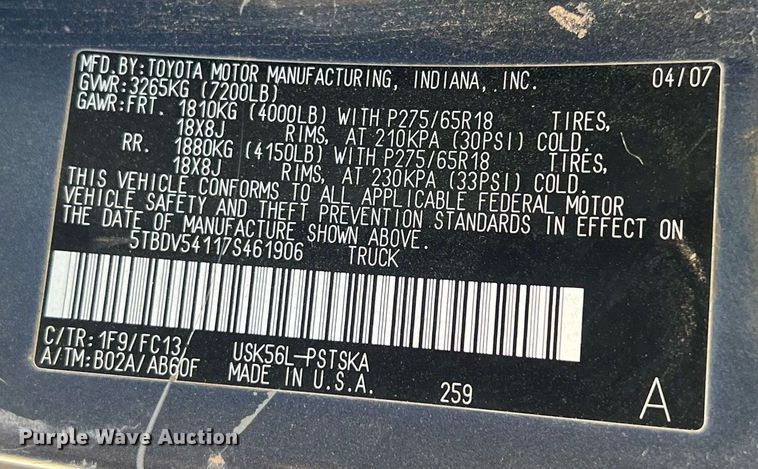 MFD.BY:TOYOTA MOTOR MANUFACTURING, INDIANA, INC. 04/07
GVWR:3265KG (7200LB)
GAWR:FRT. 1810KG (4000LB) WITH P275/65R18 TIRES,
18X8J RIMS, AT 210KPA (30PSI) COLD.
RR. 1880KG (4150LB) WITH P275/65R18 TIRES,
18X8J RIMS, AT 230KPA (33PSI) COLD.
THIS VEHICLE CONFORMS TO ALL APPLICABLE FEDERAL MOTOR
VEHICLE SAFETY AND THEFT PREVENTION STANDARDS IN EFFECT ON
THE DATE OF MANUFACTURE SHOWN ABOVE.
5TBDV54117S461906 TRUCK
C/TR: 1F9/FC13 USK56L-PSTSKA
A/TM: B02A/AB60F MADE IN U.S.A. 259 A
Purple Wave Auction